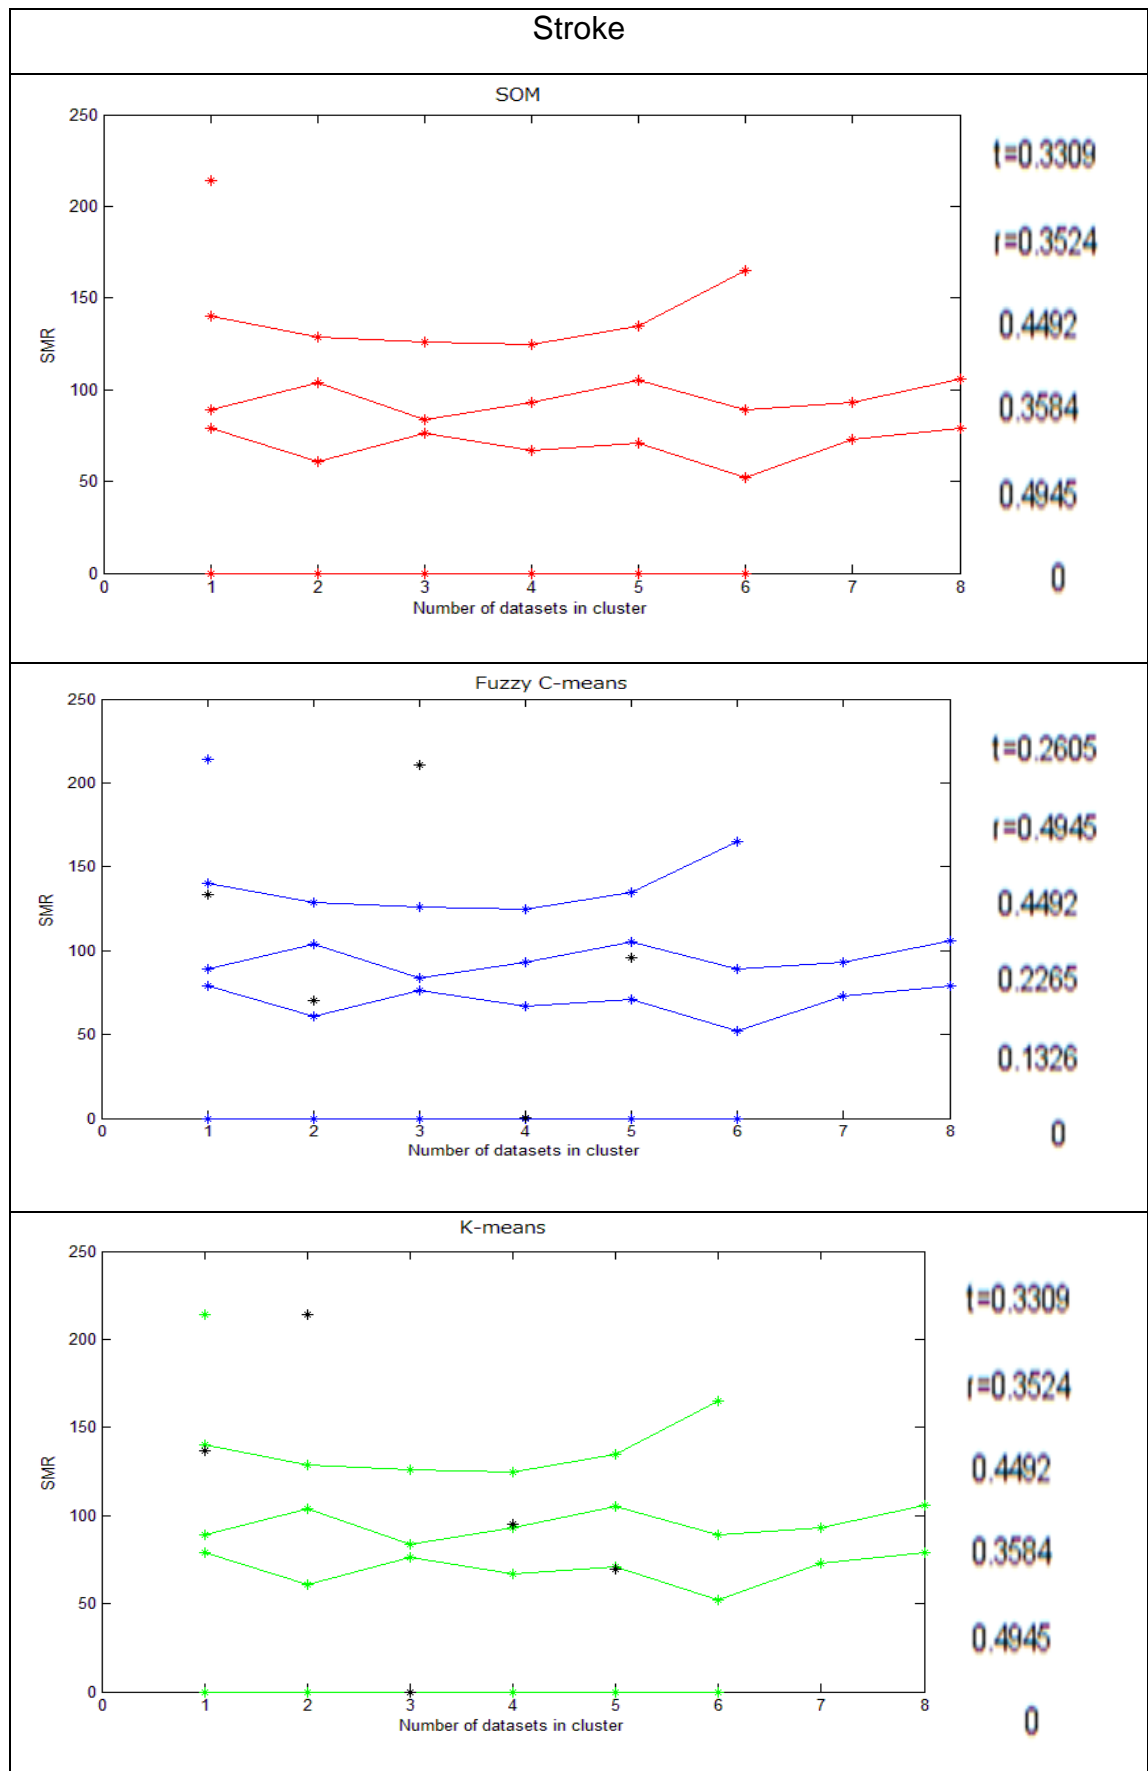 Stroke
SOM
250
200
150
100
50
0
SMR
0 1 2 3 4 5 6 7 8
Number of datasets in cluster
t=0.3309
r=0.3524
0.4492
0.3584
0.4945
0
Fuzzy C-means
250
200
150
100
50
0
SMR
0 1 2 3 4 5 6 7 8
Number of datasets in cluster
t=0.2605
r=0.4945
0.4492
0.2265
0.1326
0
K-means
250
200
150
100
50
0
SMR
0 1 2 3 4 5 6 7 8
Number of datasets in cluster
t=0.3309
r=0.3524
0.4492
0.3584
0.4945
0